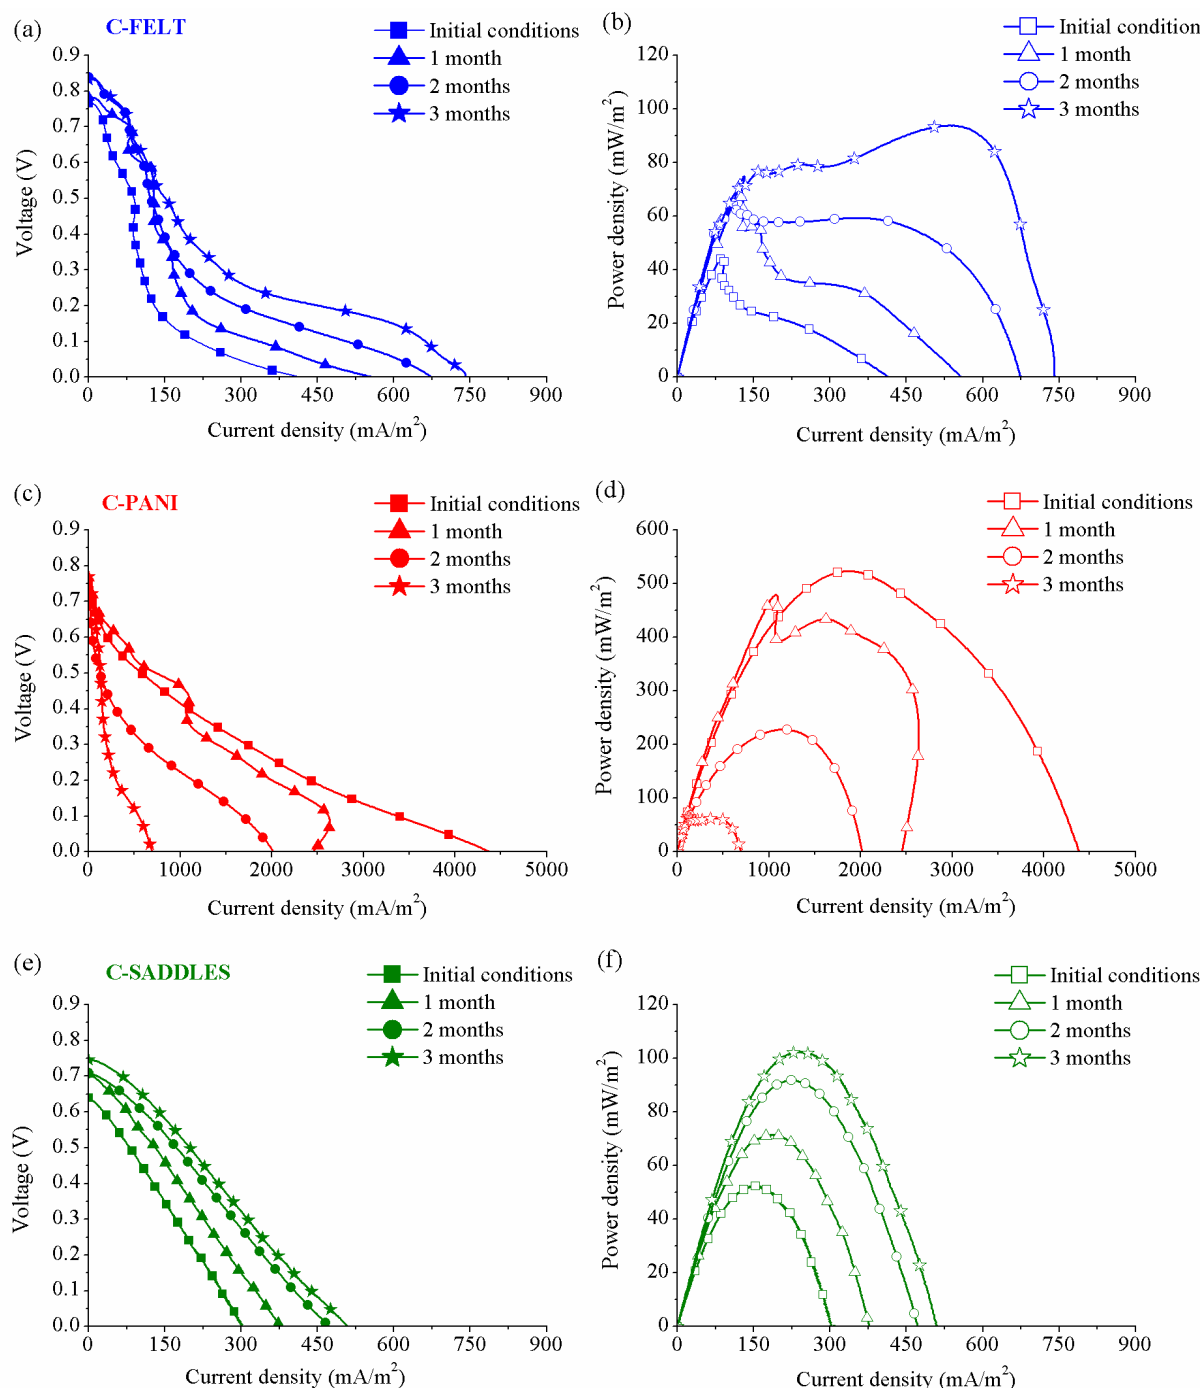 (a)
C-FELT
Initial conditions
1 month
2 months
3 months
0.9
0.8
0.7
0.6
0.5
0.4
0.3
0.2
0.1
0.0
Voltage (V)
0 150 300 450 600 750 900
Current density (mA/m²)
(b)
Initial condition
1 month
2 months
3 months
120
100
80
60
40
20
0
Power density (mW/m²)
0 150 300 450 600 750 900
Current density (mA/m²)
(c)
C-PANI
Initial conditions
1 month
2 months
3 months
0.9
0.8
0.7
0.6
0.5
0.4
0.3
0.2
0.1
0.0
Voltage (V)
0 1000 2000 3000 4000 5000
Current density (mA/m²)
(d)
Initial conditions
1 month
2 months
3 months
600
500
400
300
200
100
0
Power density (mW/m²)
0 1000 2000 3000 4000 5000
Current density (mA/m²)
(e)
C-SADDLES
Initial conditions
1 month
2 months
3 months
0.9
0.8
0.7
0.6
0.5
0.4
0.3
0.2
0.1
0.0
Voltage (V)
0 150 300 450 600 750 900
Current density (mA/m²)
(f)
Initial conditions
1 month
2 months
3 months
120
100
80
60
40
20
0
Power density (mW/m²)
0 150 300 450 600 750 900
Current density (mA/m²)